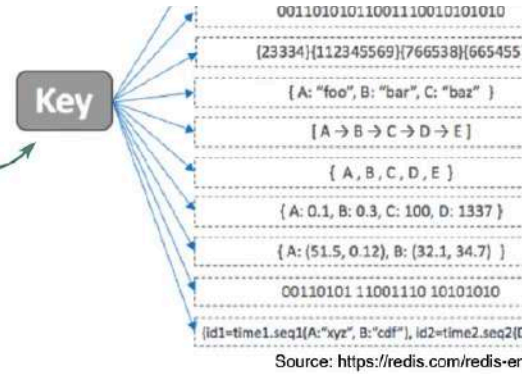 00110101011001110010101010
{23334}{112345569}{766538}{665455
Key
{ A: “foo”, B: “bar”, C: “baz” }
[ A → B → C → D → E ]
{ A , B , C , D , E }
{ A: 0.1, B: 0.3, C: 100, D: 1337 }
{ A: (51.5, 0.12), B: (32.1, 34.7) }
00110101 11001110 10101010
{id1=time1.seq1{A:“xyz”, B:“cdf”}, id2=time2.seq2{D
Source: https://redis.com/redis-en